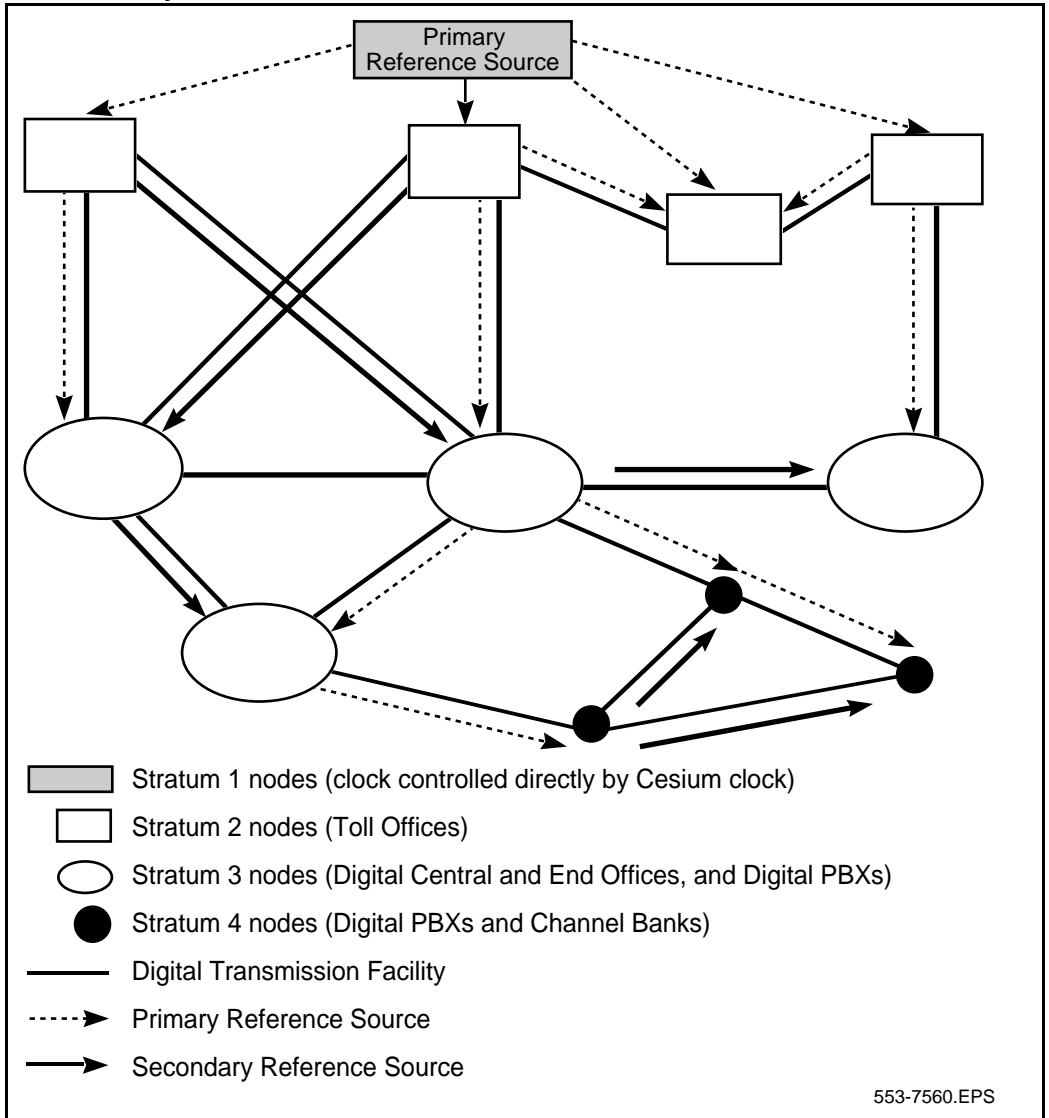 Primary
Reference Source
Stratum 1 nodes (clock controlled directly by Cesium clock)
Stratum 2 nodes (Toll Offices)
Stratum 3 nodes (Digital Central and End Offices, and Digital PBXs)
Stratum 4 nodes (Digital PBXs and Channel Banks)
Digital Transmission Facility
Primary Reference Source
Secondary Reference Source
553-7560.EPS